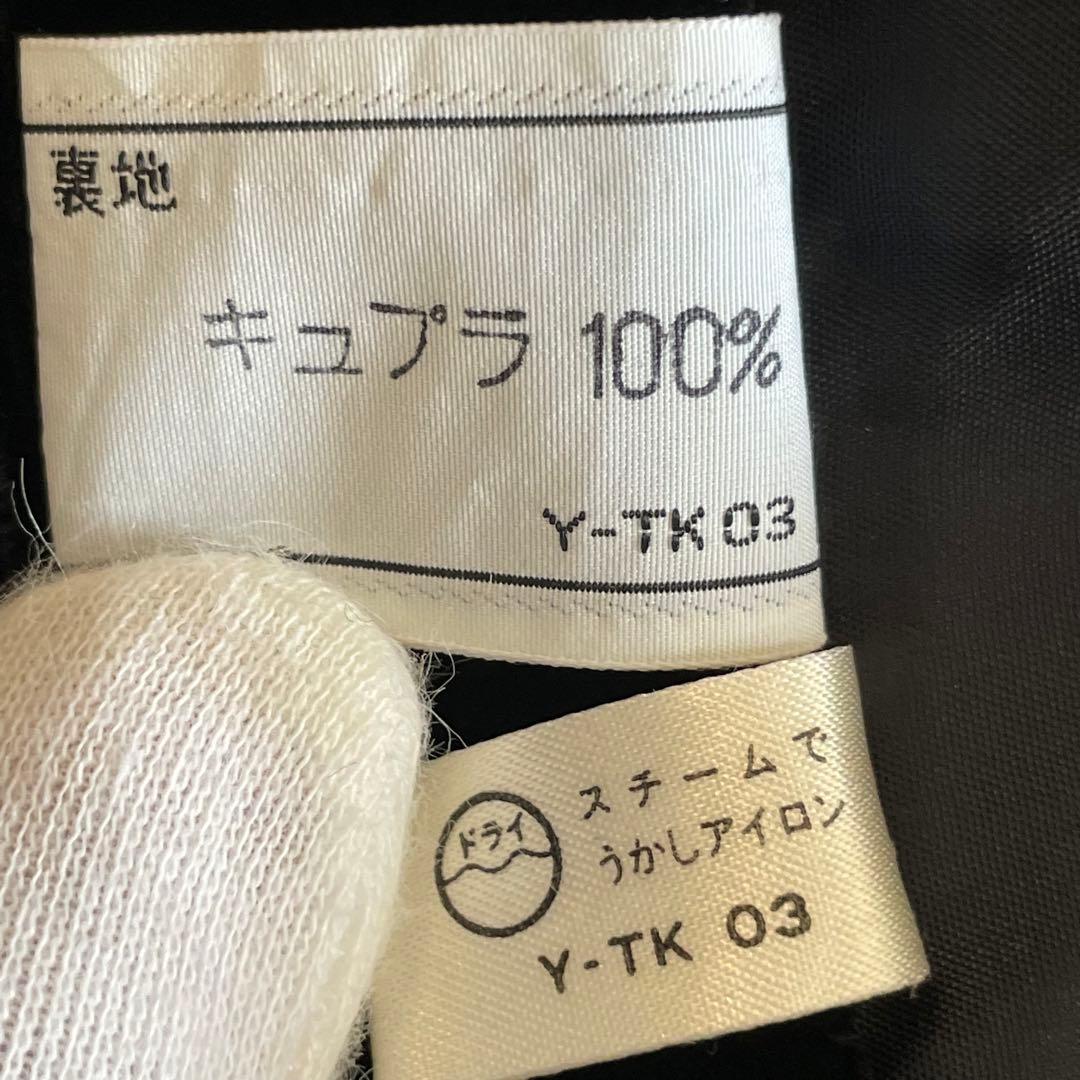 裏地
キュプラ 100%
Y-TK 03
ドライ
スチームで
うかしアイロン
Y-TK 03